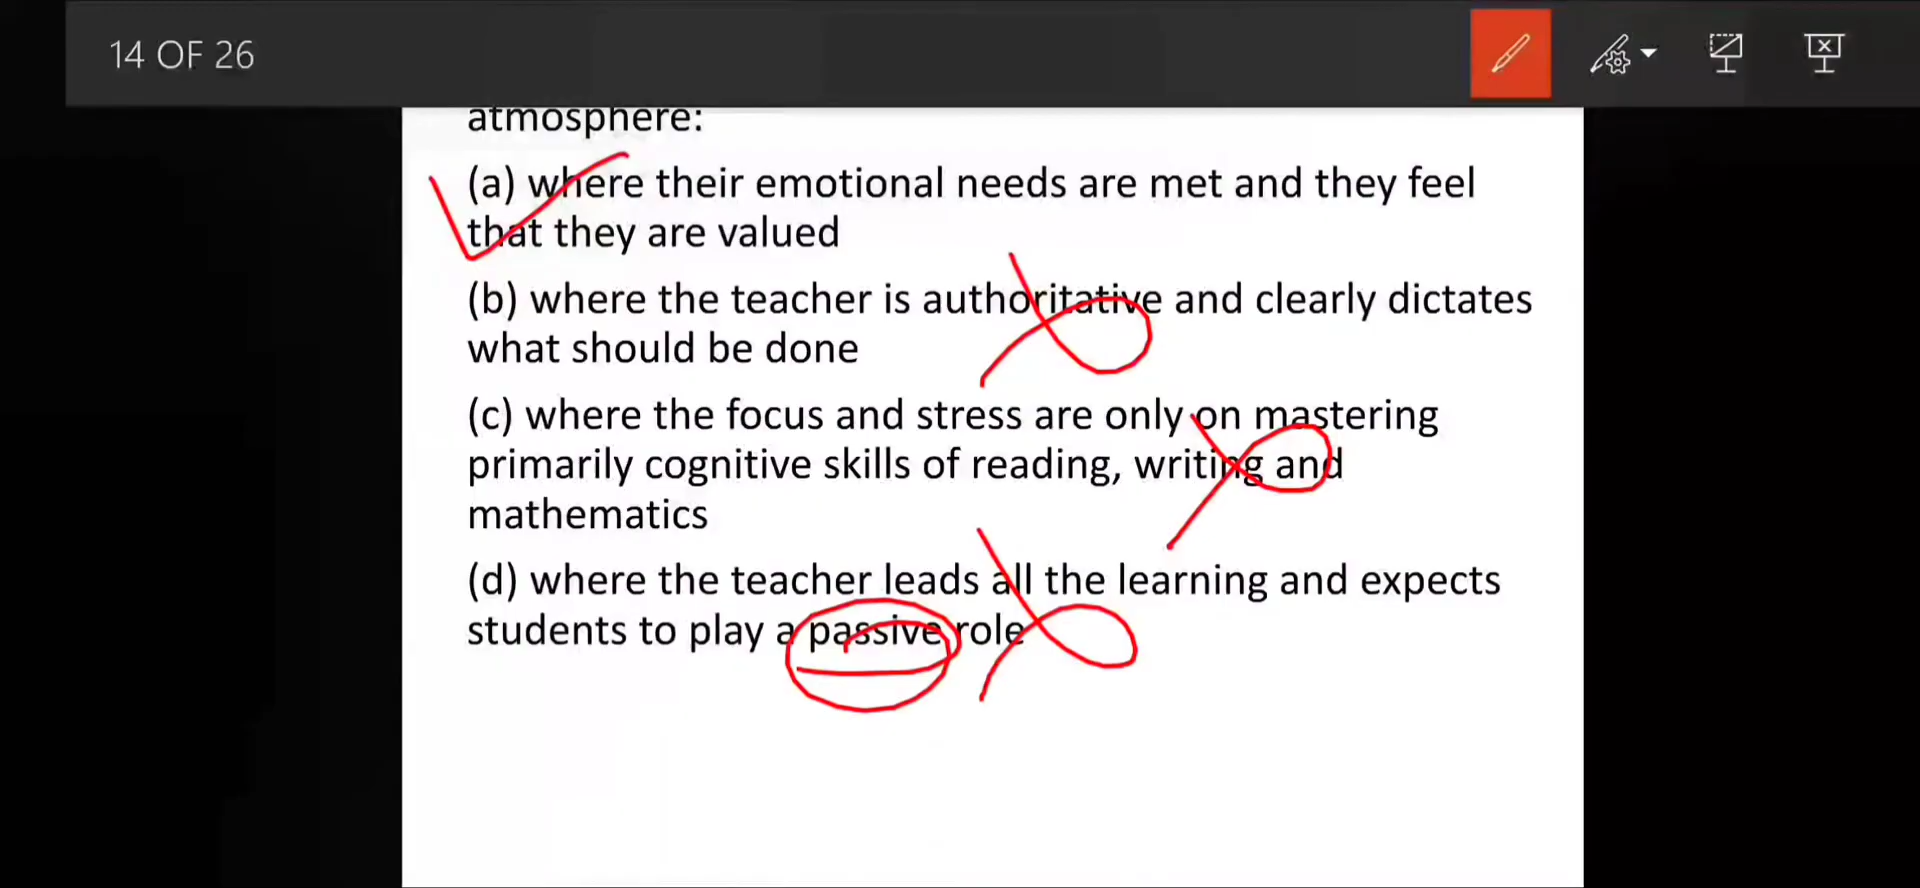 14 OF 26
atmosphere:
(a) where their emotional needs are met and they feel
that they are valued
(b) where the teacher is authoritative and clearly dictates
what should be done
(c) where the focus and stress are only on mastering
primarily cognitive skills of reading, writing and
mathematics
(d) where the teacher leads all the learning and expects
students to play a passive role